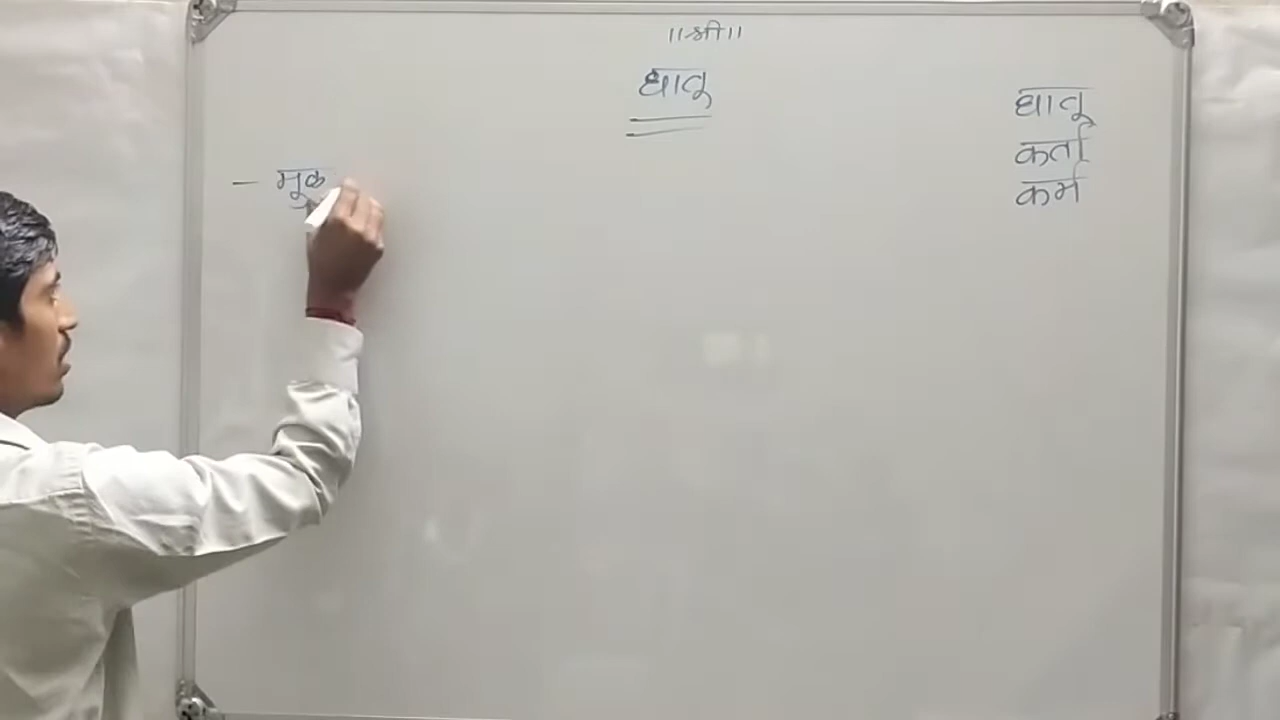 ॥श्री॥
धातू
धातू
कर्ता
कर्म
– मूळ